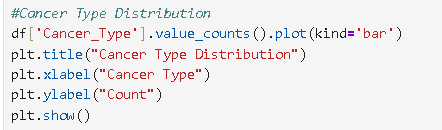 #Cancer Type Distribution
df['Cancer_Type'].value_counts().plot(kind='bar')
plt.title("Cancer Type Distribution")
plt.xlabel("Cancer Type")
plt.ylabel("Count")
plt.show()